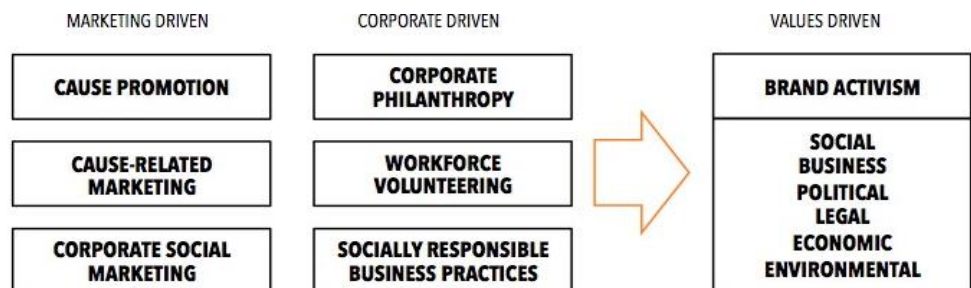 MARKETING DRIVEN
CORPORATE DRIVEN
VALUES DRIVEN
CAUSE PROMOTION
CORPORATE
PHILANTHROPY
BRAND ACTIVISM
CAUSE-RELATED
MARKETING
WORKFORCE
VOLUNTEERING
SOCIAL
BUSINESS
POLITICAL
LEGAL
ECONOMIC
ENVIRONMENTAL
CORPORATE SOCIAL
MARKETING
SOCIALLY RESPONSIBLE
BUSINESS PRACTICES